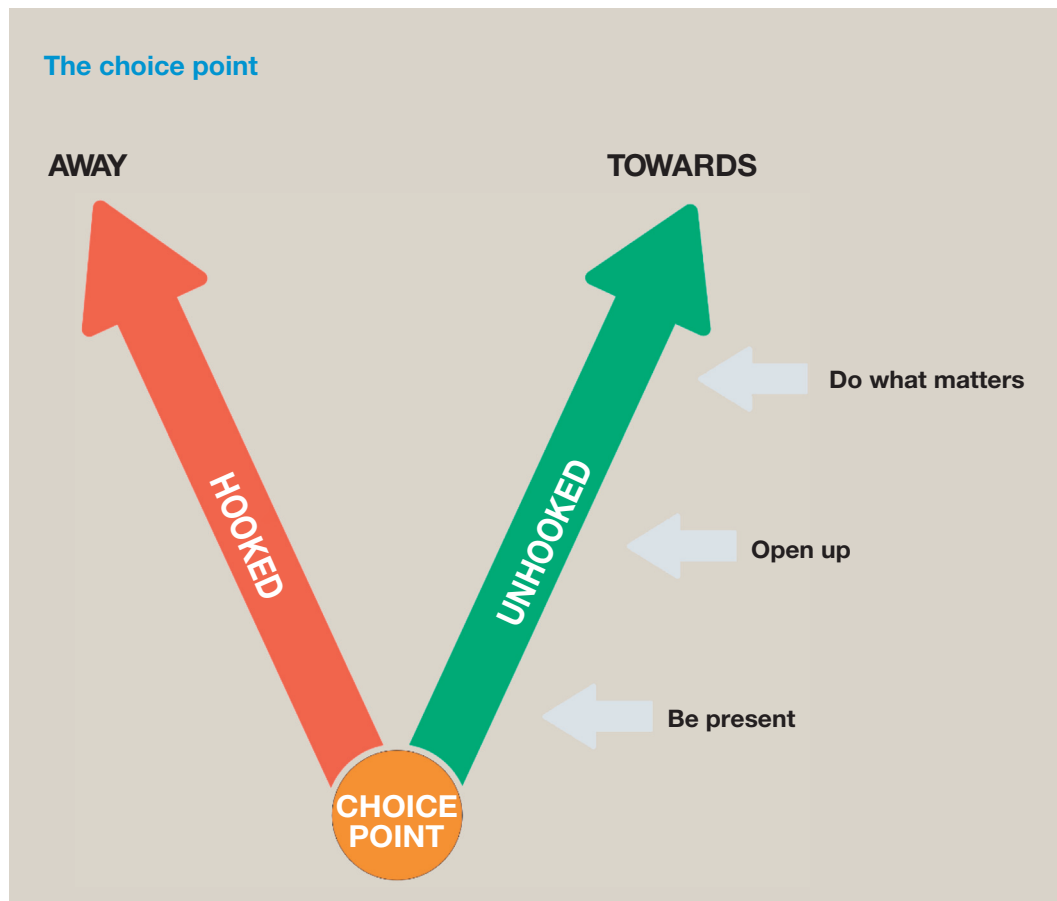 The choice point
AWAY
TOWARDS
Do what matters
HOOKED
UNHOOKED
Open up
Be present
CHOICE
POINT